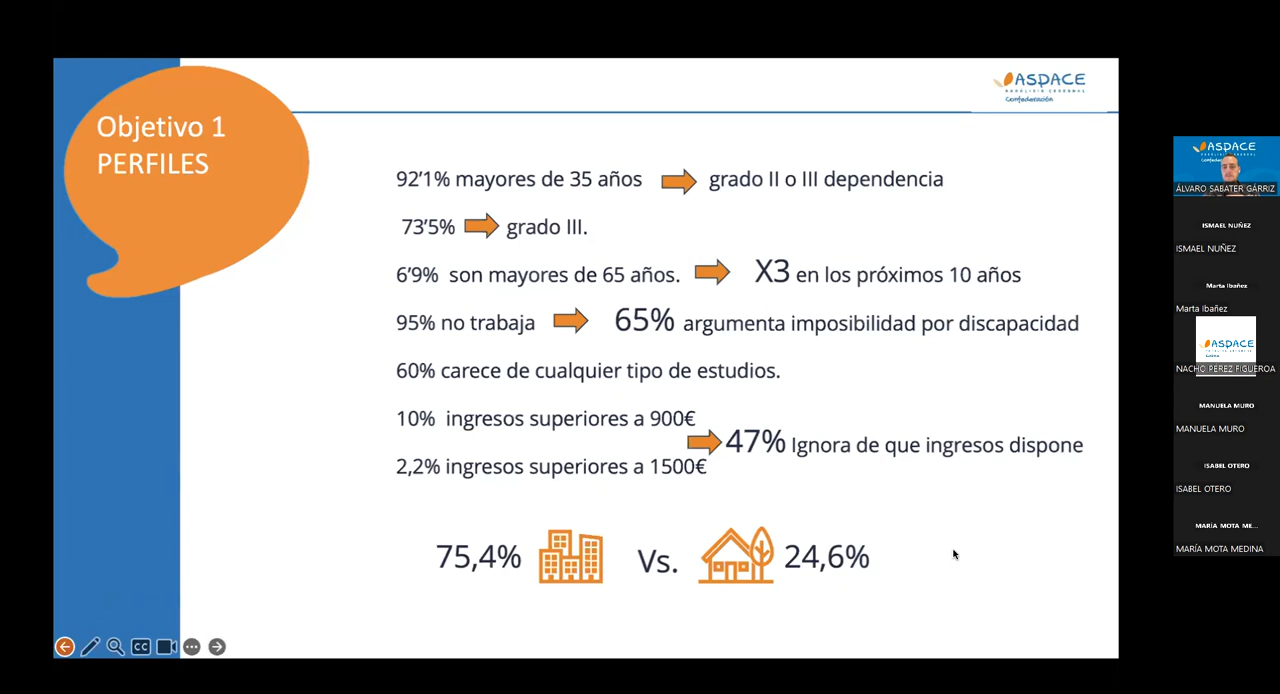 Objetivo 1
PERFILES
ASPACE
PARÁLISIS CEREBRAL
Confederación
92'1% mayores de 35 años grado II o III dependencia
73'5% grado III.
6'9% son mayores de 65 años. X3 en los próximos 10 años
95% no trabaja 65% argumenta imposibilidad por discapacidad
60% carece de cualquier tipo de estudios.
10% ingresos superiores a 900€
47% Ignora de que ingresos dispone
2,2% ingresos superiores a 1500€
75,4% Vs. 24,6%
CC
ASPACE
ÁLVARO SABATER GÁRRIZ
ISMAEL NUÑEZ
ISMAEL NUÑEZ
Marta Ibañez
Marta Ibañez
ASPACE
NACHO PEREZ FIGUEROA
MANUELA MURO
MANUELA MURO
ISABEL OTERO
ISABEL OTERO
MARÍA MOTA ME...
MARÍA MOTA MEDINA